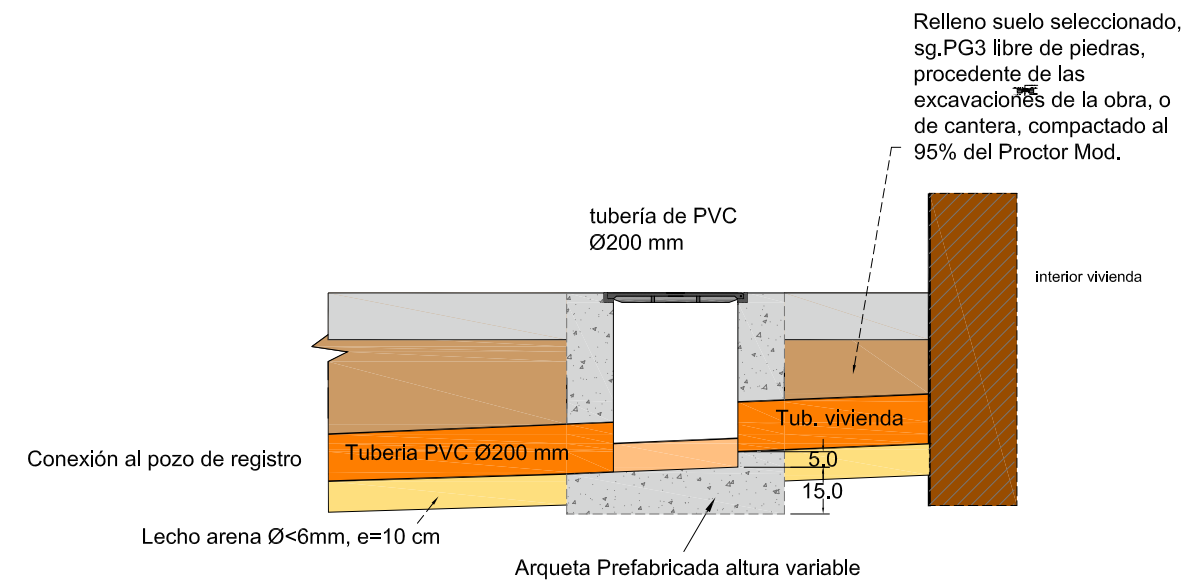 Relleno suelo seleccionado,
sg.PG3 libre de piedras,
procedente de las
excavaciones de la obra, o
de cantera, compactado al
95% del Proctor Mod.
tubería de PVC
Ø200 mm
interior vivienda
Tub. vivienda
Conexión al pozo de registro
Tuberia PVC Ø200 mm
5.0
15.0
Lecho arena Ø<6mm, e=10 cm
Arqueta Prefabricada altura variable